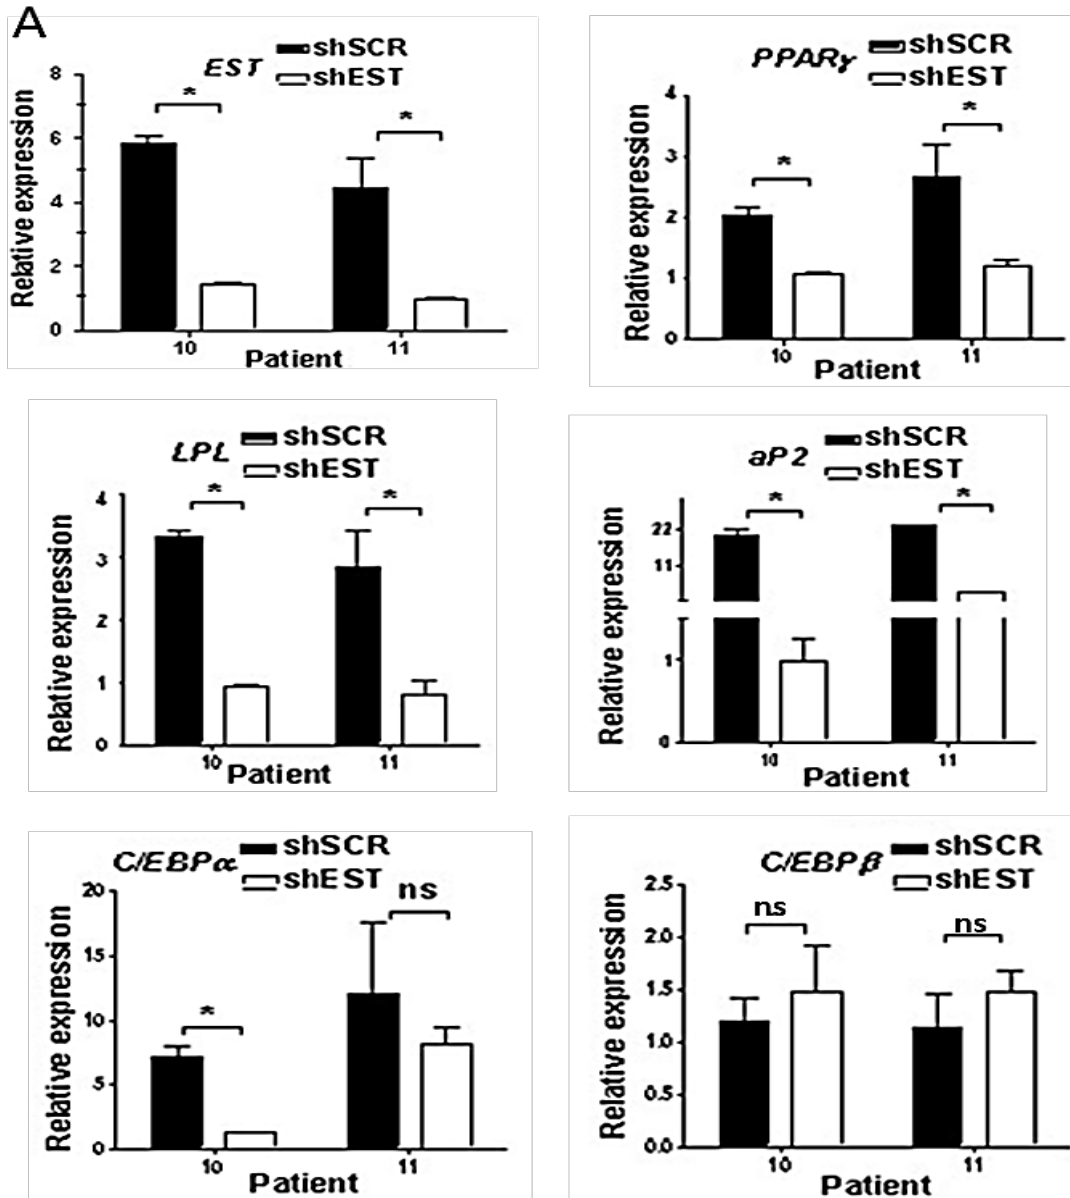 A
EST
shSCR
shEST
*
*
8
6
4
2
0
Relative expression
10
11
Patient
PPARγ
shSCR
shEST
*
*
4
3
2
1
0
Relative expression
10
11
Patient
LPL
shSCR
shEST
*
*
4
3
2
1
0
Relative expression
10
11
Patient
aP2
shSCR
shEST
*
*
22
11
1
0
Relative expression
10
11
Patient
C/EBPα
shSCR
shEST
*
ns
20
15
10
5
0
Relative expression
10
11
Patient
C/EBPβ
shSCR
shEST
ns
ns
2.5
2.0
1.5
1.0
0.5
0.0
Relative expression
10
11
Patient